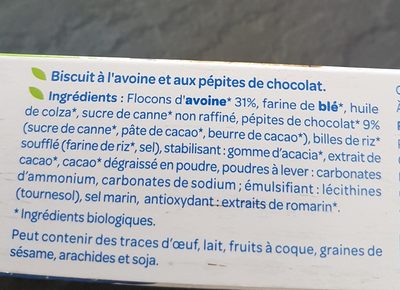 Biscuit à l'avoine et aux pépites de chocolat.
Ingrédients : Flocons d'avoine* 31%, farine de blé*, huile
de colza*, sucre de canne* non raffiné, pépites de chocolat* 9%
(sucre de canne*, pâte de cacao*, beurre de cacao*), billes de riz*
soufflé (farine de riz*, sel), stabilisant : gomme d'acacia*, extrait de
cacao*, cacao* dégraissé en poudre, poudres à lever : carbonates
d'ammonium, carbonates de sodium ; émulsifiant : lécithines
(tournesol), sel marin, antioxydant : extraits de romarin*.
* Ingrédients biologiques.
Peut contenir des traces d'œuf, lait, fruits à coque, graines de
sésame, arachides et soja.